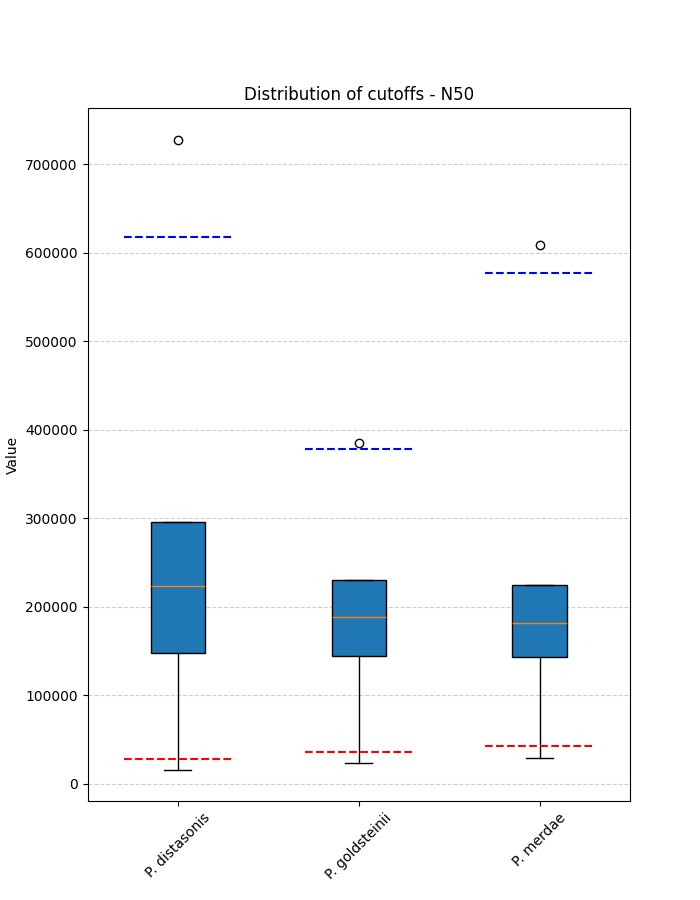 Distribution of cutoffs - N50
Value
700000
600000
500000
400000
300000
200000
100000
0
P. distasonis
P. goldsteinii
P. merdae